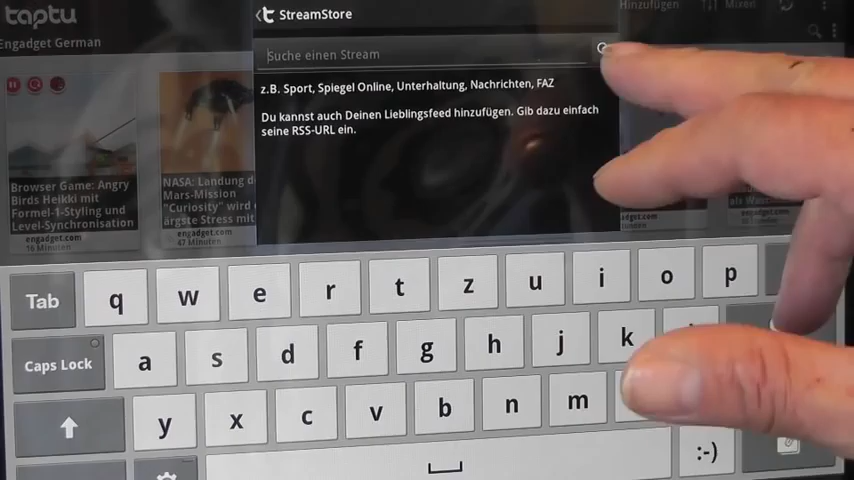 taptu
StreamStore
Hinzufügen
Mixen
Engadget German
Suche einen Stream
z.B. Sport, Spiegel Online, Unterhaltung, Nachrichten, FAZ
Du kannst auch Deinen Lieblingsfeed hinzufügen. Gib dazu einfach
seine RSS-URL ein.
Browser Game: Angry
Birds Heikki mit
Formel-1-Styling und
Level-Synchronisation
engadget.com
16 Minuten
NASA: Landung d
Mars-Mission
"Curiosity" wird
ärgste Stress mit
engadget.com
47 Minuten
Tab
q w e r t z u i o p
Caps Lock
a s d f g h j k
y x c v b n m
:-)